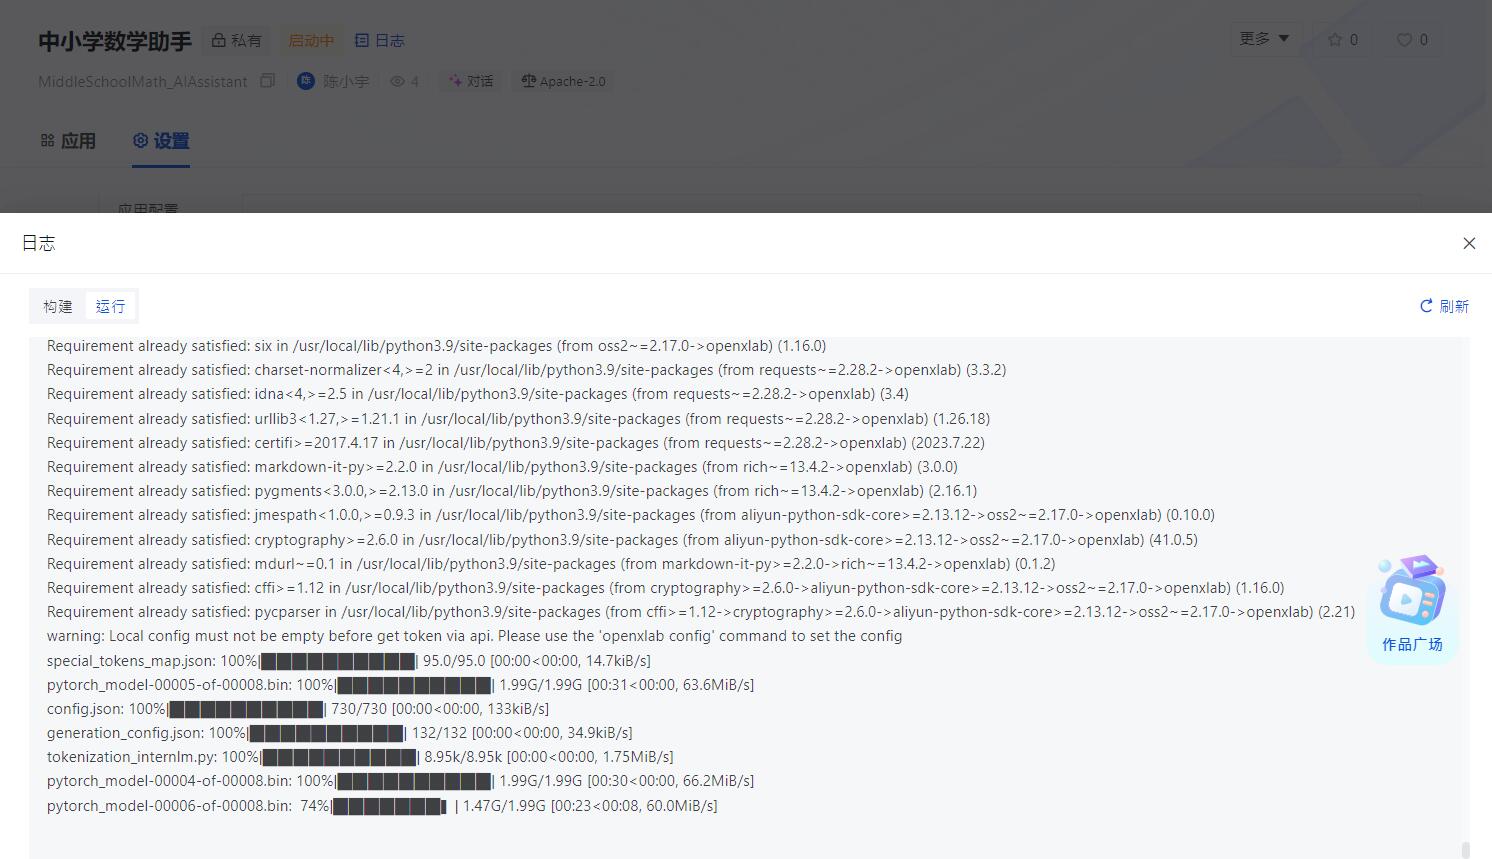 中小学数学助手 私有 启动中 日志 更多 0 0
MiddleSchoolMath_AIAssistant 陈 陈小宇 4 对话 Apache-2.0
应用 设置
应用配置
日志
构建 运行 刷新
Requirement already satisfied: six in /usr/local/lib/python3.9/site-packages (from oss2~=2.17.0->openxlab) (1.16.0)
Requirement already satisfied: charset-normalizer<4,>=2 in /usr/local/lib/python3.9/site-packages (from requests~=2.28.2->openxlab) (3.3.2)
Requirement already satisfied: idna<4,>=2.5 in /usr/local/lib/python3.9/site-packages (from requests~=2.28.2->openxlab) (3.4)
Requirement already satisfied: urllib3<1.27,>=1.21.1 in /usr/local/lib/python3.9/site-packages (from requests~=2.28.2->openxlab) (1.26.18)
Requirement already satisfied: certifi>=2017.4.17 in /usr/local/lib/python3.9/site-packages (from requests~=2.28.2->openxlab) (2023.7.22)
Requirement already satisfied: markdown-it-py>=2.2.0 in /usr/local/lib/python3.9/site-packages (from rich~=13.4.2->openxlab) (3.0.0)
Requirement already satisfied: pygments<3.0.0,>=2.13.0 in /usr/local/lib/python3.9/site-packages (from rich~=13.4.2->openxlab) (2.16.1)
Requirement already satisfied: jmespath<1.0.0,>=0.9.3 in /usr/local/lib/python3.9/site-packages (from aliyun-python-sdk-core>=2.13.12->oss2~=2.17.0->openxlab) (0.10.0)
Requirement already satisfied: cryptography>=2.6.0 in /usr/local/lib/python3.9/site-packages (from aliyun-python-sdk-core>=2.13.12->oss2~=2.17.0->openxlab) (41.0.5)
Requirement already satisfied: mdurl~=0.1 in /usr/local/lib/python3.9/site-packages (from markdown-it-py>=2.2.0->rich~=13.4.2->openxlab) (0.1.2)
Requirement already satisfied: cffi>=1.12 in /usr/local/lib/python3.9/site-packages (from cryptography>=2.6.0->aliyun-python-sdk-core>=2.13.12->oss2~=2.17.0->openxlab) (1.16.0)
Requirement already satisfied: pycparser in /usr/local/lib/python3.9/site-packages (from cffi>=1.12->cryptography>=2.6.0->aliyun-python-sdk-core>=2.13.12->oss2~=2.17.0->openxlab) (2.21)
warning: Local config must not be empty before get token via api. Please use the 'openxlab config' command to set the config
special_tokens_map.json: 100%|██████████| 95.0/95.0 [00:00<00:00, 14.7kiB/s]
pytorch_model-00005-of-00008.bin: 100%|██████████| 1.99G/1.99G [00:31<00:00, 63.6MiB/s]
config.json: 100%|██████████| 730/730 [00:00<00:00, 133kiB/s]
generation_config.json: 100%|██████████| 132/132 [00:00<00:00, 34.9kiB/s]
tokenization_internlm.py: 100%|██████████| 8.95k/8.95k [00:00<00:00, 1.75MiB/s]
pytorch_model-00004-of-00008.bin: 100%|██████████| 1.99G/1.99G [00:30<00:00, 66.2MiB/s]
pytorch_model-00006-of-00008.bin: 74%|███████▍ | 1.47G/1.99G [00:23<00:08, 60.0MiB/s]
作品广场